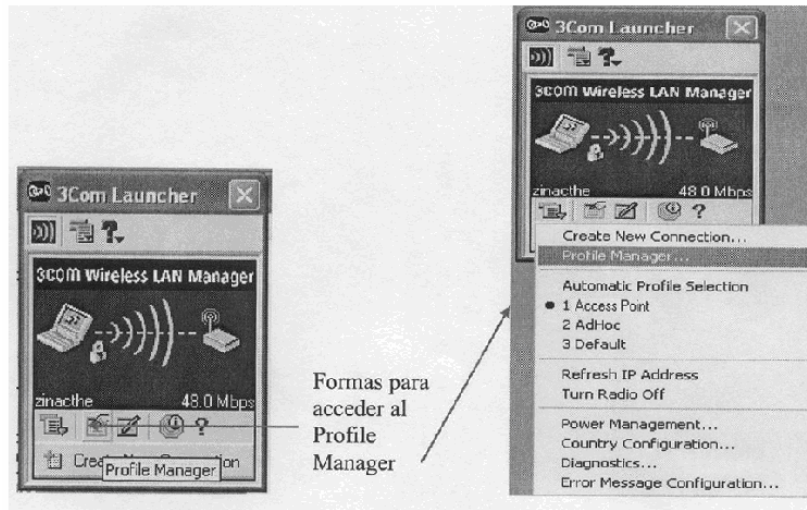 3Com Launcher
3COM Wireless LAN Manager
zinacthe 48.0 Mbps
Profile Manager
Formas para
acceder al
Profile
Manager
3Com Launcher
3COM Wireless LAN Manager
zinacthe 48.0 Mbps
Create New Connection...
Profile Manager...
Automatic Profile Selection
1 Access Point
2 AdHoc
3 Default
Refresh IP Address
Turn Radio Off
Power Management...
Country Configuration...
Diagnostics...
Error Message Configuration...